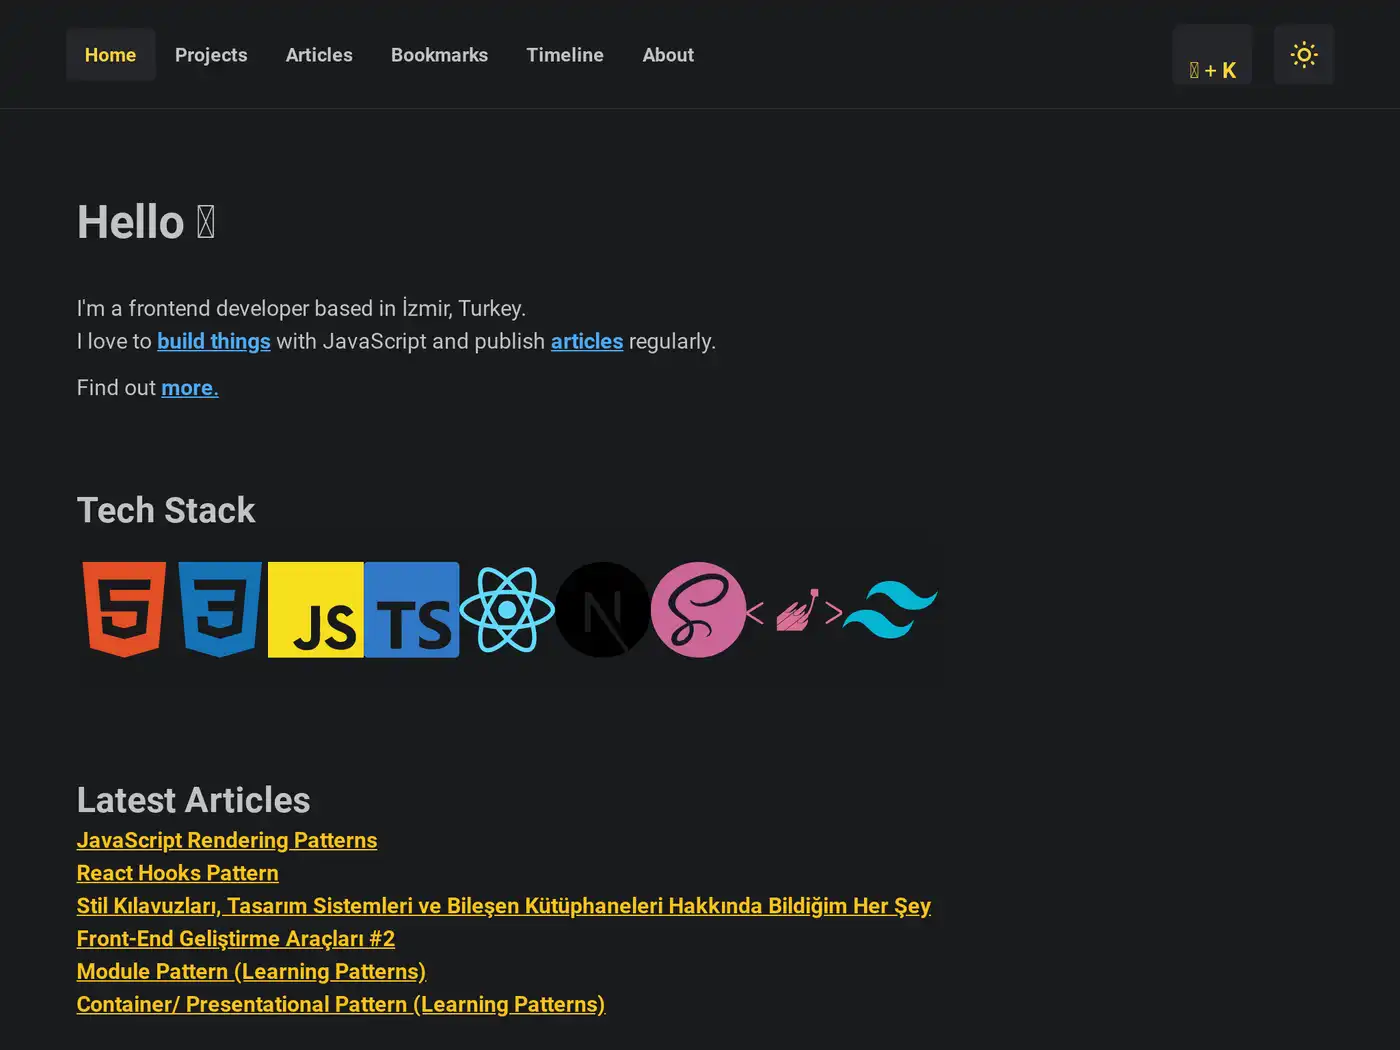 Home Projects Articles Bookmarks Timeline About + K
Hello
I'm a frontend developer based in İzmir, Turkey.
I love to build things with JavaScript and publish articles regularly.
Find out more.
Tech Stack
5 3 JS TS N S < >
Latest Articles
JavaScript Rendering Patterns
React Hooks Pattern
Stil Kılavuzları, Tasarım Sistemleri ve Bileşen Kütüphaneleri Hakkında Bildiğim Her Şey
Front-End Geliştirme Araçları #2
Module Pattern (Learning Patterns)
Container/ Presentational Pattern (Learning Patterns)